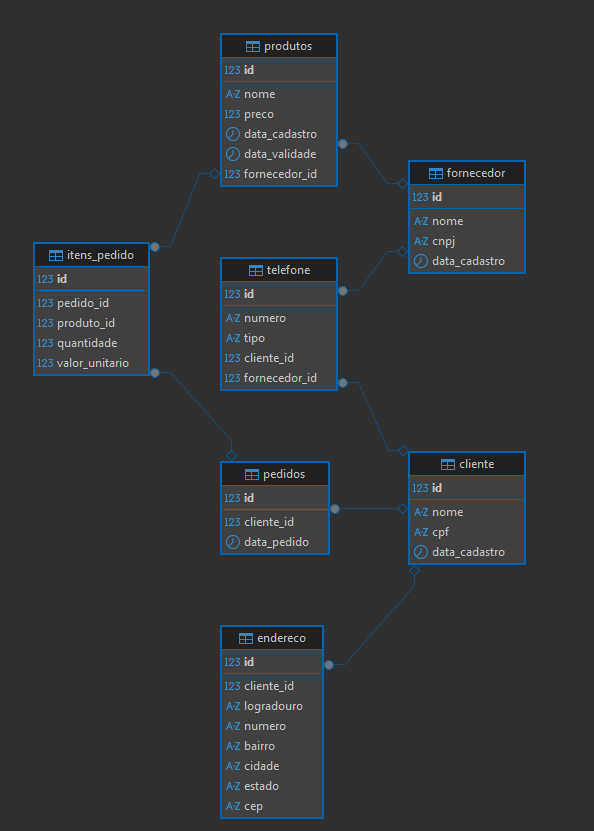 produtos
123 id
A-Z nome
123 preco
data_cadastro
data_validade
123 fornecedor_id
fornecedor
123 id
A-Z nome
A-Z cnpj
data_cadastro
itens_pedido
123 id
123 pedido_id
123 produto_id
123 quantidade
123 valor_unitario
telefone
123 id
A-Z numero
A-Z tipo
123 cliente_id
123 fornecedor_id
pedidos
123 id
123 cliente_id
data_pedido
cliente
123 id
A-Z nome
A-Z cpf
data_cadastro
endereco
123 id
123 cliente_id
A-Z logradouro
A-Z numero
A-Z bairro
A-Z cidade
A-Z estado
A-Z cep